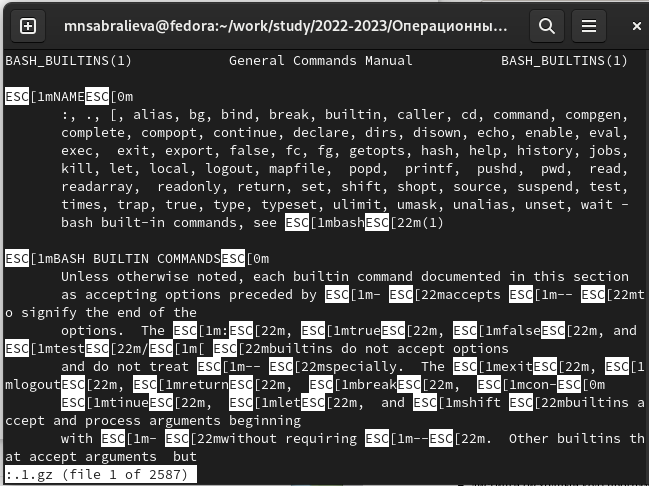 mnsabralieva@fedora:~/work/study/2022-2023/Операционны...
BASH_BUILTINS(1) General Commands Manual BASH_BUILTINS(1)
ESC[1mNAMEESC[0m
:, ., [, alias, bg, bind, break, builtin, caller, cd, command, compgen,
complete, compopt, continue, declare, dirs, disown, echo, enable, eval,
exec, exit, export, false, fc, fg, getopts, hash, help, history, jobs,
kill, let, local, logout, mapfile, popd, printf, pushd, pwd, read,
readarray, readonly, return, set, shift, shopt, source, suspend, test,
times, trap, true, type, typeset, ulimit, umask, unalias, unset, wait -
bash built-in commands, see ESC[1mbashESC[22m(1)
ESC[1mBASH BUILTIN COMMANDSESC[0m
Unless otherwise noted, each builtin command documented in this section
as accepting options preceded by ESC[1m- ESC[22maccepts ESC[1m-- ESC[22mt
o signify the end of the
options. The ESC[1m:ESC[22m, ESC[1mtrueESC[22m, ESC[1mfalseESC[22m, and
ESC[1mtestESC[22m/ESC[1m[ ESC[22mbuiltins do not accept options
and do not treat ESC[1m-- ESC[22mspecially. The ESC[1mexitESC[22m, ESC[1
mlogoutESC[22m, ESC[1mreturnESC[22m, ESC[1mbreakESC[22m, ESC[1mcon-ESC[0m
ESC[1mtinueESC[22m, ESC[1mletESC[22m, and ESC[1mshift ESC[22mbuiltins a
ccept and process arguments beginning
with ESC[1m- ESC[22mwithout requiring ESC[1m--ESC[22m. Other builtins th
at accept arguments but
:.1.gz (file 1 of 2587)